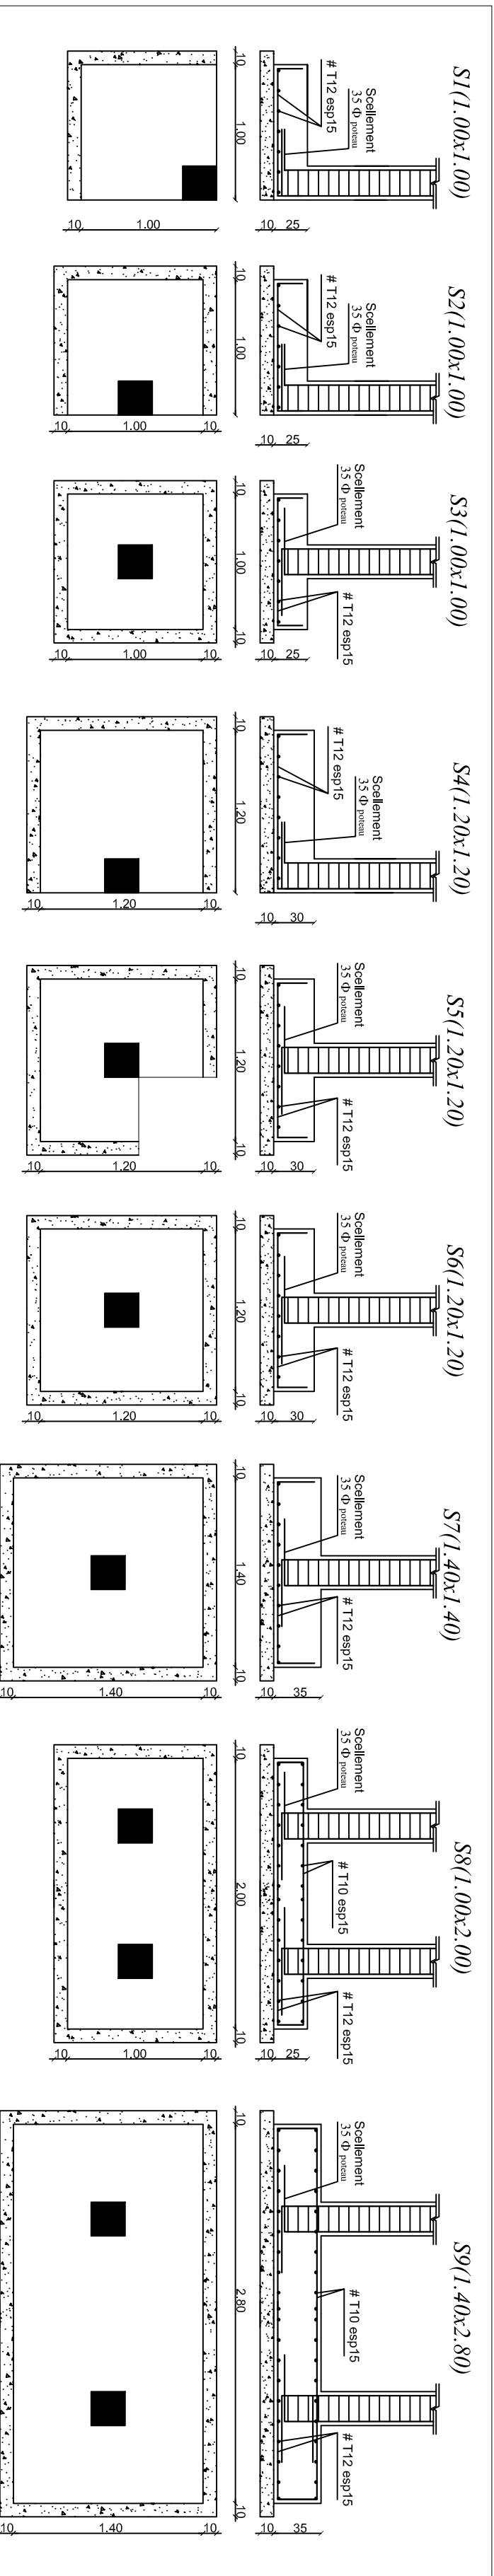 S1(1.00x1.00)
Scellement
35 Φ poteau
# T12 esp15
10 25
10 1.00
10 1.00
S2(1.00x1.00)
Scellement
35 Φ poteau
# T12 esp15
10 25
10 1.00
10 1.00 10
S3(1.00x1.00)
Scellement
35 Φ poteau
# T12 esp15
10 25
10 1.00 10
10 1.00 10
S4(1.20x1.20)
Scellement
35 Φ poteau
# T12 esp15
10 30
10 1.20
10 1.20 10
S5(1.20x1.20)
Scellement
35 Φ poteau
# T12 esp15
10 30
10 1.20 10
10 1.20 10
S6(1.20x1.20)
Scellement
35 Φ poteau
# T12 esp15
10 30
10 1.20 10
10 1.20 10
S7(1.40x1.40)
Scellement
35 Φ poteau
# T12 esp15
10 35
10 1.40 10
10 1.40 10
S8(1.00x2.00)
Scellement
35 Φ poteau
# T10 esp15
# T12 esp15
10 25
10 2.00 10
10 1.00 10
S9(1.40x2.80)
Scellement
35 Φ poteau
# T10 esp15
# T12 esp15
10 35
10 2.80 10
10 1.40 10